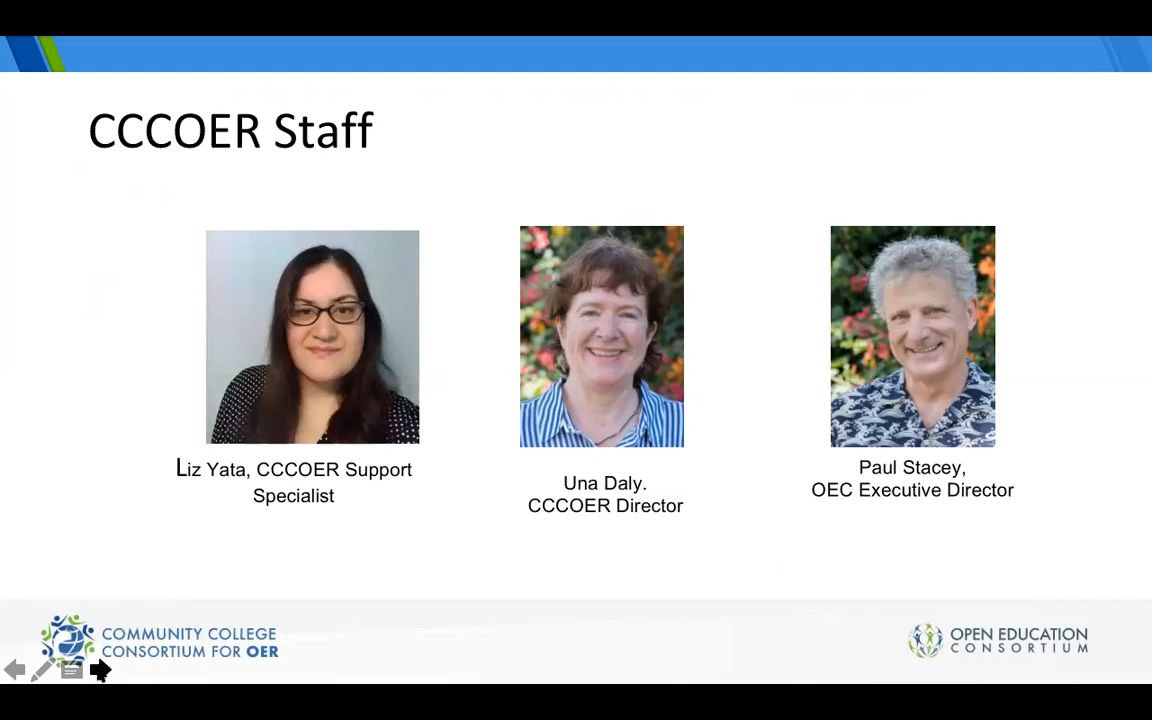 CCCOER Staff
Liz Yata, CCCOER Support
Specialist
Una Daly.
CCCOER Director
Paul Stacey,
OEC Executive Director
COMMUNITY COLLEGE
CONSORTIUM FOR OER
OPEN EDUCATION
CONSORTIUM